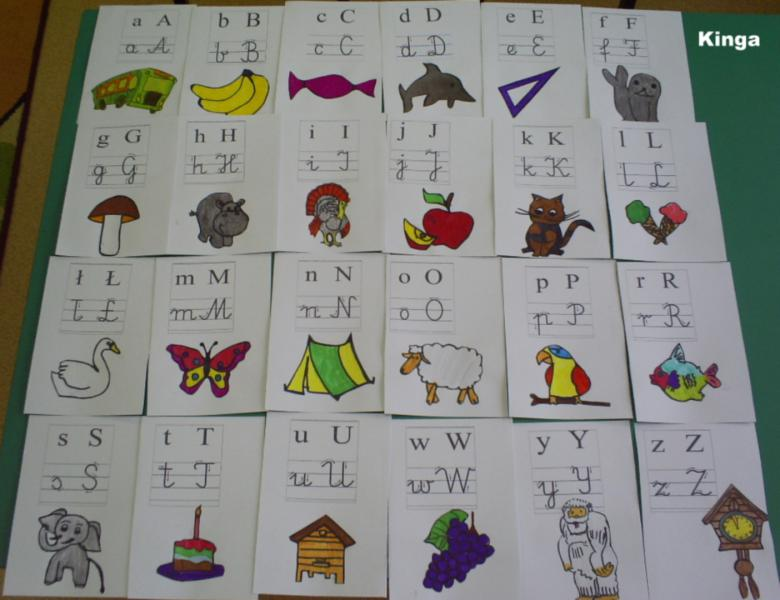 Kinga
a A
a A
b B
b B
c C
c C
d D
d D
e E
e E
f F
f F
g G
g G
h H
h H
i I
i I
j J
j J
k K
k K
l L
l L
ł Ł
ł Ł
m M
m M
n N
n N
o O
o O
p P
p P
r R
r R
s S
s S
t T
t T
u U
u U
w W
w W
y Y
y Y
z Z
z Z